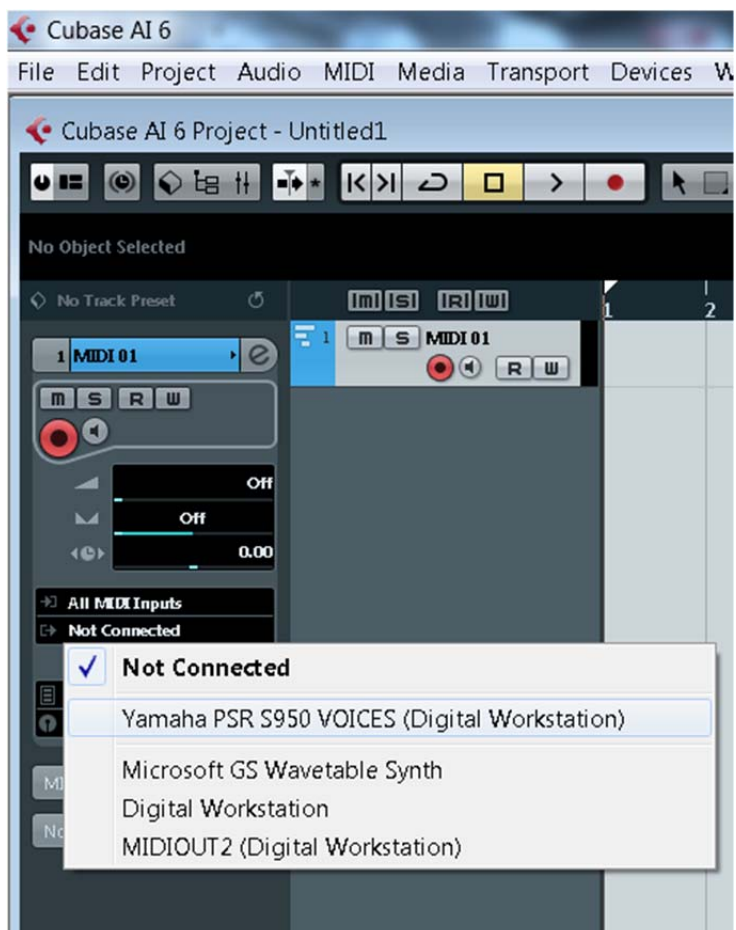 Cubase AI 6
File Edit Project Audio MIDI Media Transport Devices W
Cubase AI 6 Project - Untitled1
No Object Selected
No Track Preset
m S R W
1 2
1 MIDI 01 e
1 m S MIDI 01
R W
m S R W
Off
Off
0.00
All MIDI Inputs
Not Connected
Not Connected
Yamaha PSR S950 VOICES (Digital Workstation)
Microsoft GS Wavetable Synth
Digital Workstation
MIDIOUT2 (Digital Workstation)